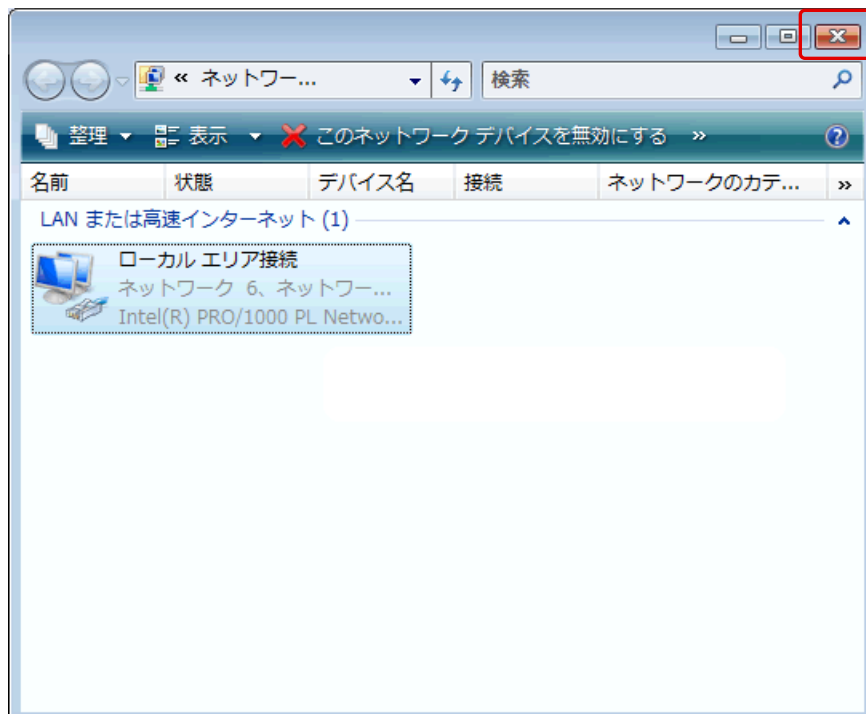 « ネットワー... 検索
整理 表示 このネットワーク デバイスを無効にする »
名前 状態 デバイス名 接続 ネットワークのカテ... »
LAN または高速インターネット (1)
ローカル エリア接続
ネットワーク 6、ネットワー...
Intel(R) PRO/1000 PL Netwo...